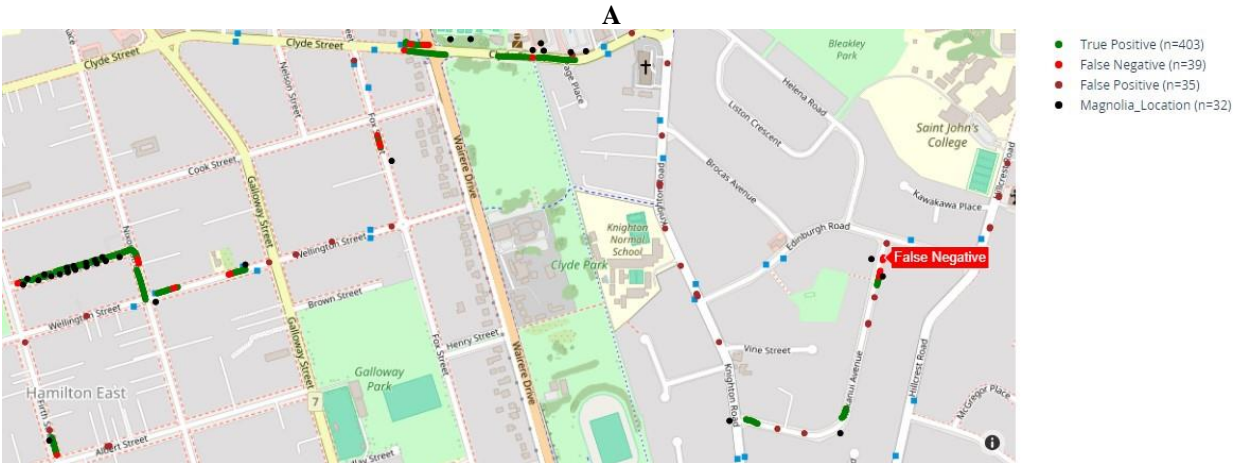 A
True Positive (n=403)
False Negative (n=39)
False Positive (n=35)
Magnolia_Location (n=32)
Clyde Street
Clyde Street
Nelson Street
Cook Street
Wairere Drive
Bleakley
Park
Helena Road
Liston Crescent
Saint John's
College
Brocas Avenue
Kawakawa Place
Edinburgh Road
False Negative
Knighton
Normal
School
Clyde Park
Galloway Street
Wellington Street
Wellington Street
Brown Street
Henry Street
Fox Street
Galloway Street
Wairere Drive
Galloway
Park
7
Vine Street
Knighton Road
Hillcrest Road
McGregor Place
Hamilton East
Albert Street